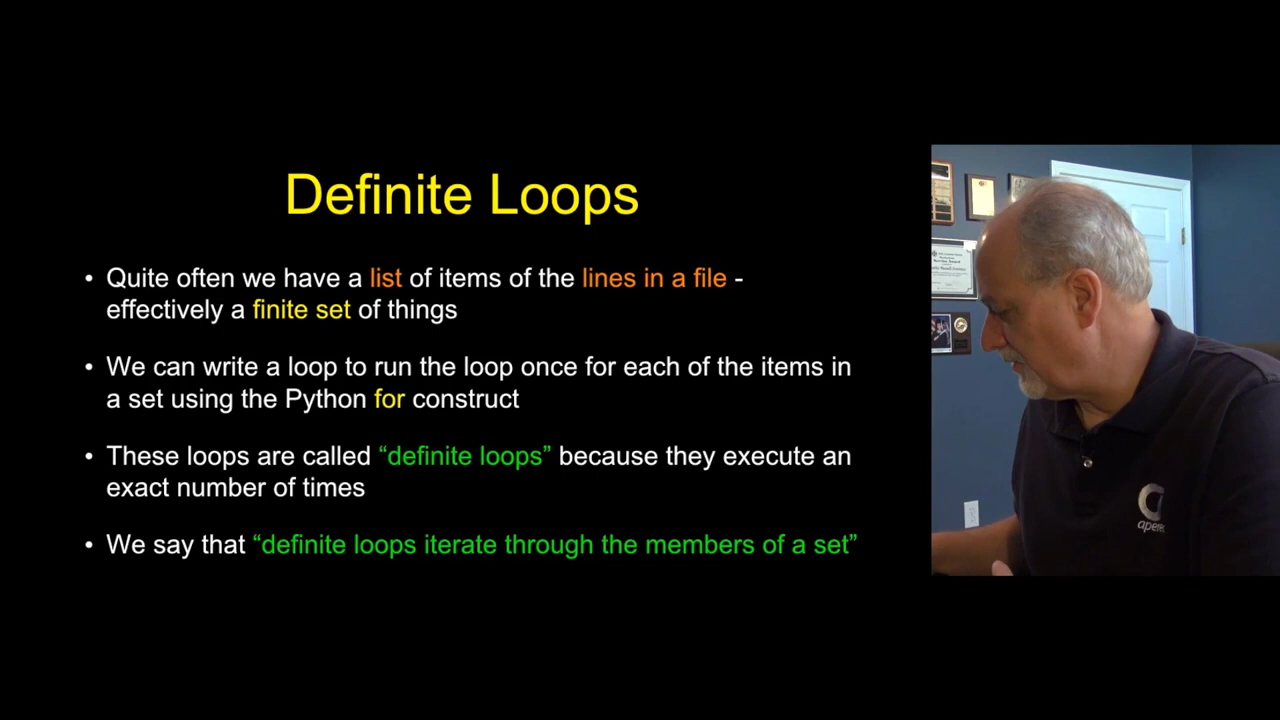 Definite Loops
• Quite often we have a list of items of the lines in a file -
effectively a finite set of things
• We can write a loop to run the loop once for each of the items in
a set using the Python for construct
• These loops are called “definite loops” because they execute an
exact number of times
• We say that “definite loops iterate through the members of a set”